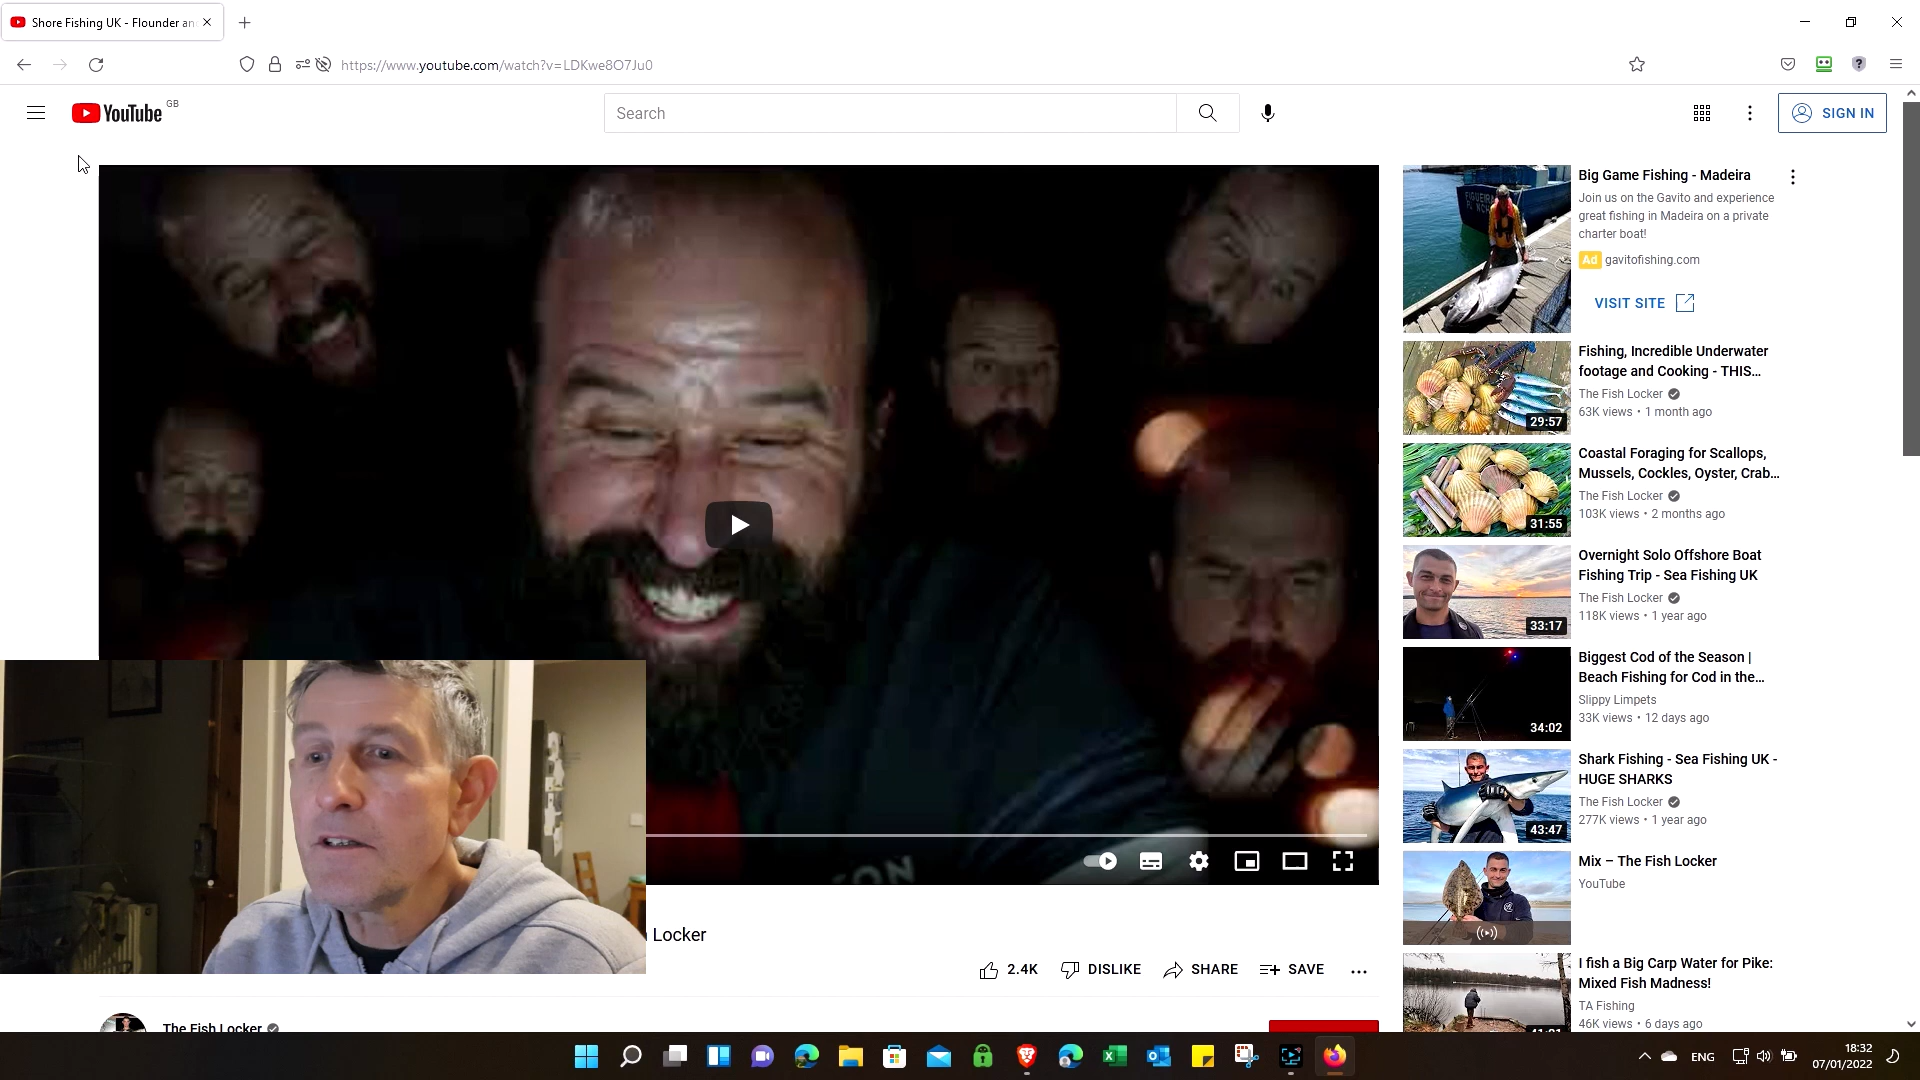 Shore Fishing UK - Flounder an
https://www.youtube.com/watch?v=LDKwe8O7Ju0
YouTube GB
Search
SIGN IN
Big Game Fishing - Madeira
Join us on the Gavito and experience
great fishing in Madeira on a private
charter boat!
Ad gavitofishing.com
VISIT SITE
Fishing, Incredible Underwater
footage and Cooking - THIS...
The Fish Locker
63K views • 1 month ago
29:57
Coastal Foraging for Scallops,
Mussels, Cockles, Oyster, Crab...
The Fish Locker
103K views • 2 months ago
31:55
Overnight Solo Offshore Boat
Fishing Trip - Sea Fishing UK
The Fish Locker
118K views • 1 year ago
33:17
Biggest Cod of the Season |
Beach Fishing for Cod in the...
Slippy Limpets
33K views • 12 days ago
34:02
Shark Fishing - Sea Fishing UK -
HUGE SHARKS
The Fish Locker
277K views • 1 year ago
43:47
Mix – The Fish Locker
YouTube
I fish a Big Carp Water for Pike:
Mixed Fish Madness!
TA Fishing
46K views • 6 days ago
Locker
2.4K DISLIKE SHARE SAVE
The Fish Locker
ENG
18:32
07/01/2022